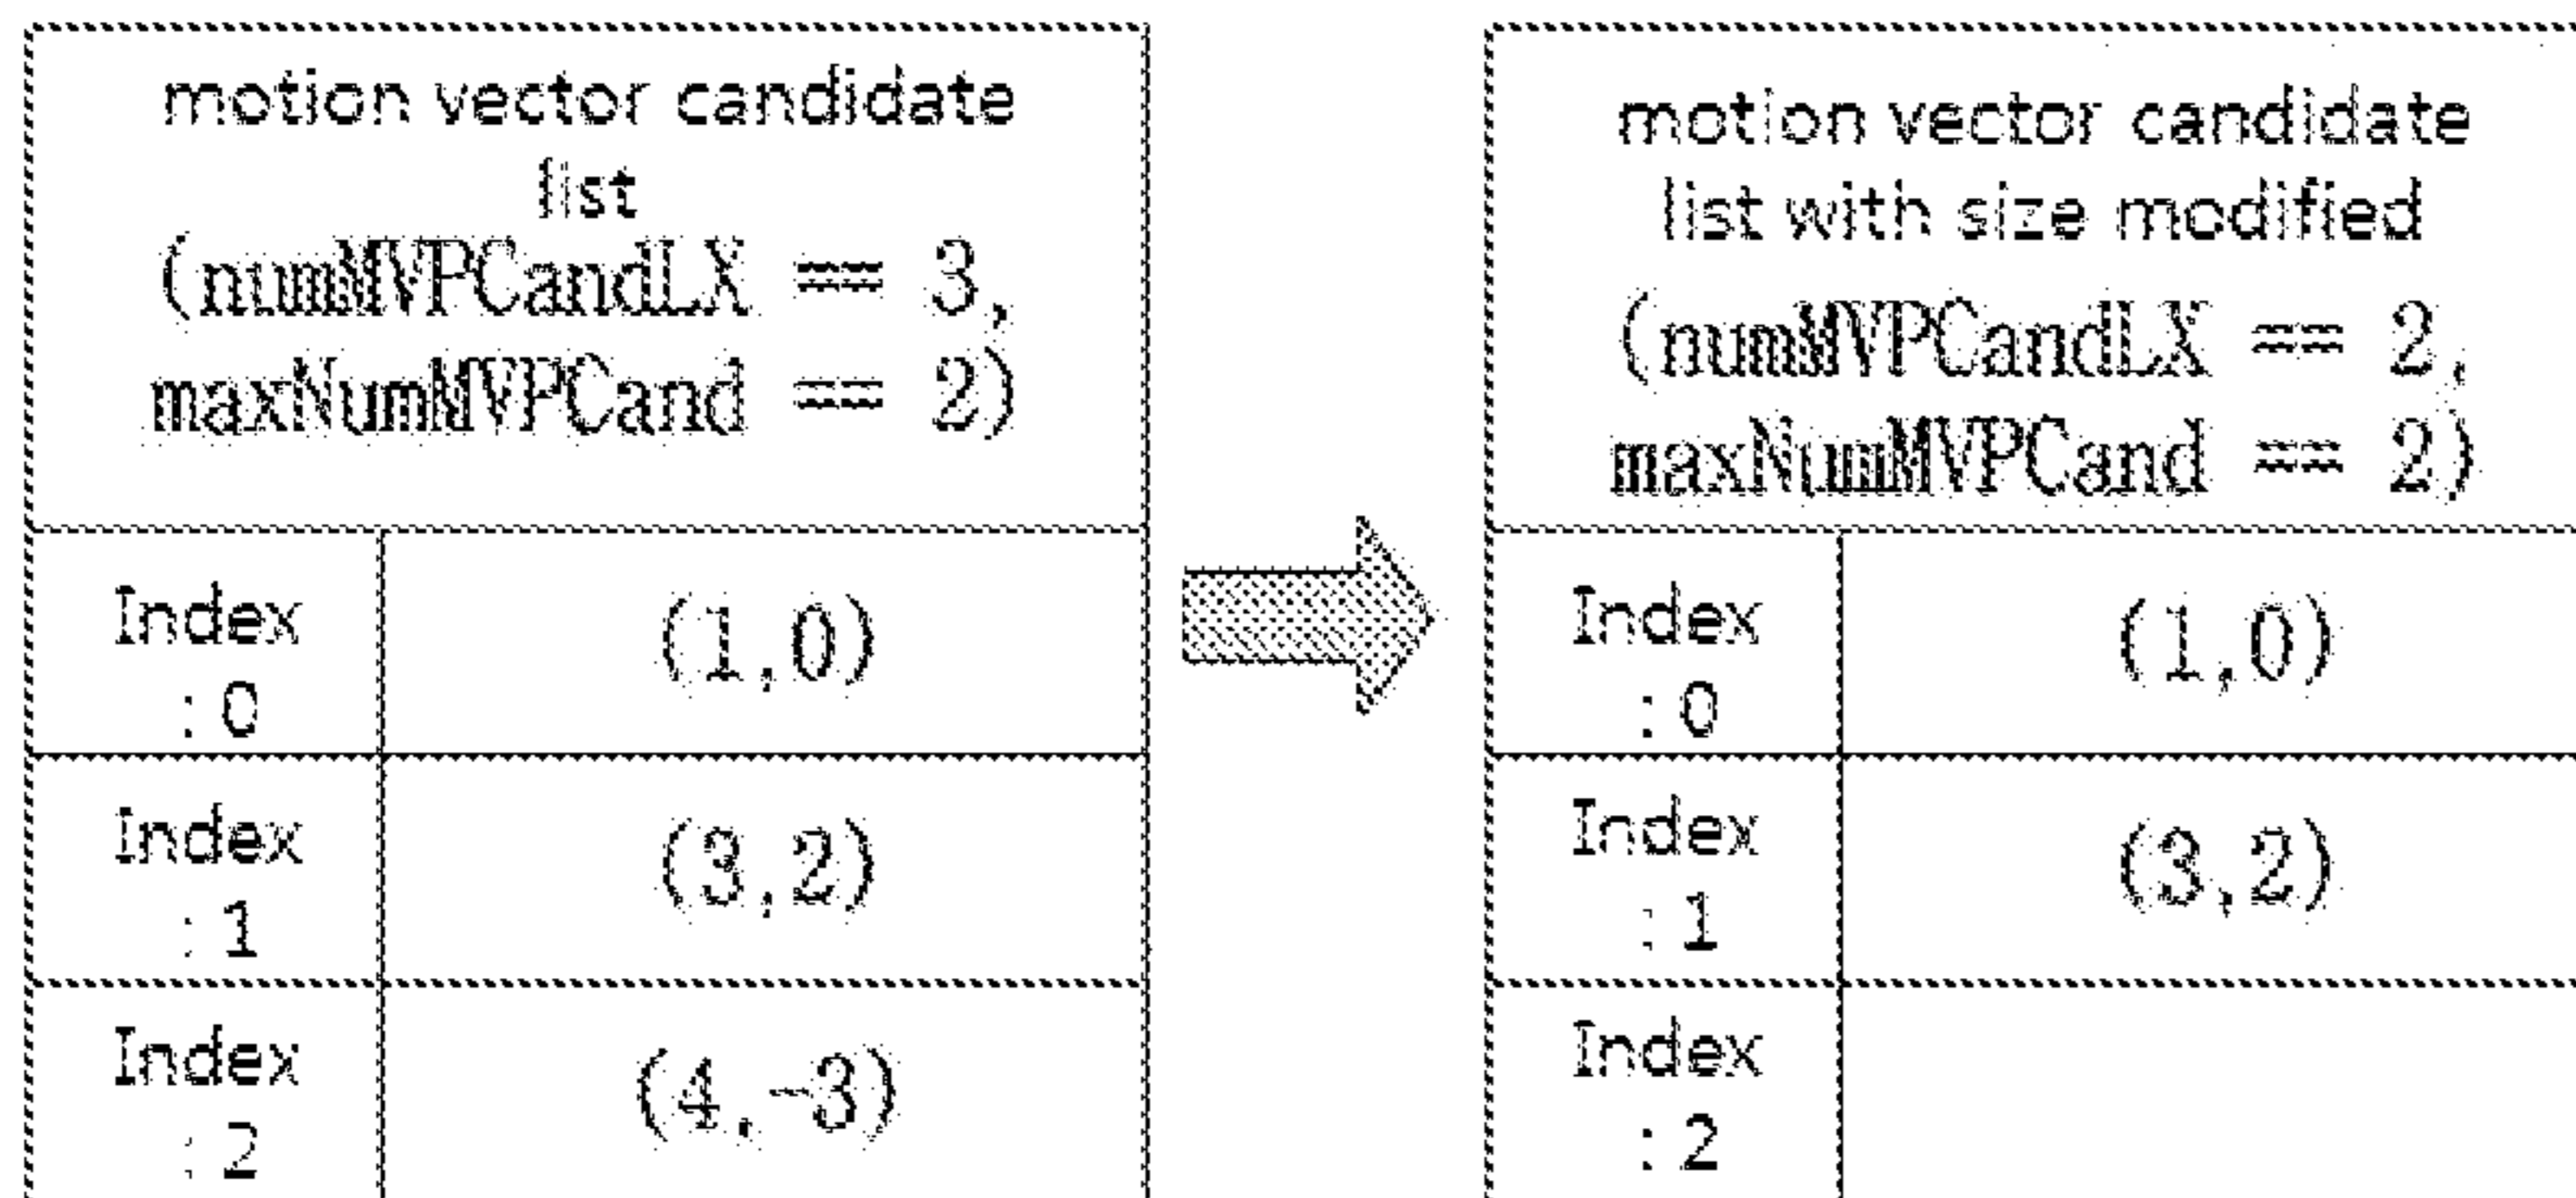 motion vector candidate
list
(numMVPCandLX == 3,
maxNumMVPCand == 2)
Index
: 0
(1,0)
Index
: 1
(3,2)
Index
: 2
(4,-3)
motion vector candidate
list with size modified
(numMVPCandLX == 2,
maxNumMVPCand == 2)
Index
: 0
(1,0)
Index
: 1
(3,2)
Index
: 2